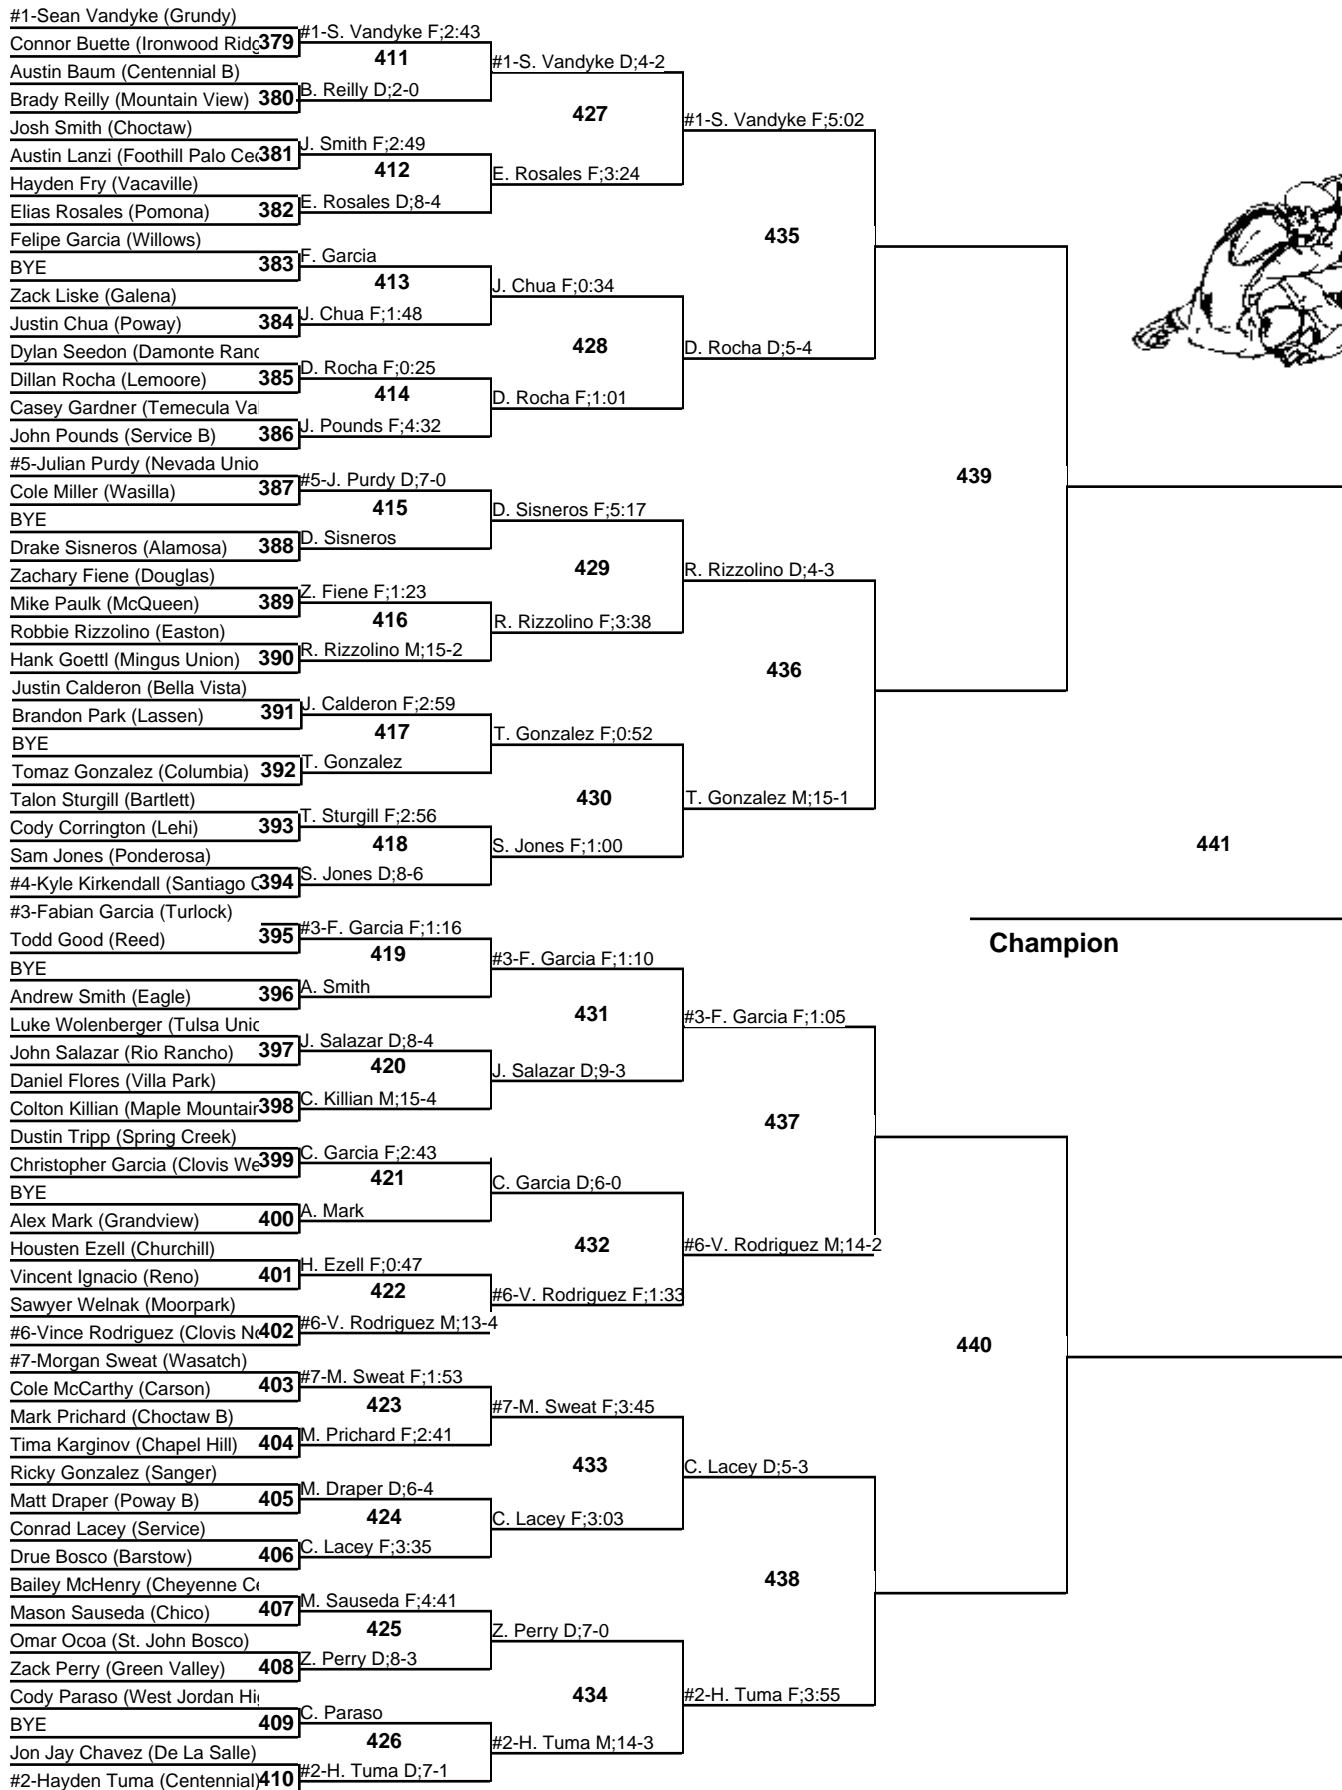 #1-Sean Vandyke (Grundy)
Connor Buette (Ironwood Ridg
379
#1-S. Vandyke F;2:43
411
#1-S. Vandyke D;4-2
Austin Baum (Centennial B)
Brady Reilly (Mountain View)
380
B. Reilly D;2-0
427
#1-S. Vandyke F;5:02
Josh Smith (Choctaw)
Austin Lanzi (Foothill Palo Ced
381
J. Smith F;2:49
412
E. Rosales F;3:24
Hayden Fry (Vacaville)
Elias Rosales (Pomona)
382
E. Rosales D;8-4
435
Felipe Garcia (Willows)
BYE
383
F. Garcia
413
J. Chua F;0:34
Zack Liske (Galena)
Justin Chua (Poway)
384
J. Chua F;1:48
428
D. Rocha D;5-4
Dylan Seedon (Damonte Ranc
Dillan Rocha (Lemoore)
385
D. Rocha F;0:25
414
D. Rocha F;1:01
Casey Gardner (Temecula Val
John Pounds (Service B)
386
J. Pounds F;4:32
439
#5-Julian Purdy (Nevada Unio
Cole Miller (Wasilla)
387
#5-J. Purdy D;7-0
415
D. Sisneros F;5:17
BYE
Drake Sisneros (Alamosa)
388
D. Sisneros
429
R. Rizzolino D;4-3
Zachary Fiene (Douglas)
Mike Paulk (McQueen)
389
Z. Fiene F;1:23
416
R. Rizzolino F;3:38
Robbie Rizzolino (Easton)
Hank Goettl (Mingus Union)
390
R. Rizzolino M;15-2
436
Justin Calderon (Bella Vista)
Brandon Park (Lassen)
391
J. Calderon F;2:59
417
T. Gonzalez F;0:52
BYE
Tomaz Gonzalez (Columbia)
392
T. Gonzalez
430
T. Gonzalez M;15-1
Talon Sturgill (Bartlett)
Cody Corrington (Lehi)
393
T. Sturgill F;2:56
418
S. Jones F;1:00
Sam Jones (Ponderosa)
#4-Kyle Kirkendall (Santiago C
394
S. Jones D;8-6
441
Champion
#3-Fabian Garcia (Turlock)
Todd Good (Reed)
395
#3-F. Garcia F;1:16
419
#3-F. Garcia F;1:10
BYE
Andrew Smith (Eagle)
396
A. Smith
431
#3-F. Garcia F;1:05
Luke Wolenberger (Tulsa Unic
John Salazar (Rio Rancho)
397
J. Salazar D;8-4
420
J. Salazar D;9-3
Daniel Flores (Villa Park)
Colton Killian (Maple Mountain
398
C. Killian M;15-4
437
Dustin Tripp (Spring Creek)
Christopher Garcia (Clovis We
399
C. Garcia F;2:43
421
C. Garcia D;6-0
BYE
Alex Mark (Grandview)
400
A. Mark
432
#6-V. Rodriguez M;14-2
Housten Ezell (Churchill)
Vincent Ignacio (Reno)
401
H. Ezell F;0:47
422
#6-V. Rodriguez F;1:33
Sawyer Welnak (Moorpark)
#6-Vince Rodriguez (Clovis No
402
#6-V. Rodriguez M;13-4
440
#7-Morgan Sweat (Wasatch)
Cole McCarthy (Carson)
403
#7-M. Sweat F;1:53
423
#7-M. Sweat F;3:45
Mark Prichard (Choctaw B)
Tima Karginov (Chapel Hill)
404
M. Prichard F;2:41
433
C. Lacey D;5-3
Ricky Gonzalez (Sanger)
Matt Draper (Poway B)
405
M. Draper D;6-4
424
C. Lacey F;3:03
Conrad Lacey (Service)
Drue Bosco (Barstow)
406
C. Lacey F;3:35
438
Bailey McHenry (Cheyenne Ce
Mason Sauseda (Chico)
407
M. Sauseda F;4:41
425
Z. Perry D;7-0
Omar Ocoa (St. John Bosco)
Zack Perry (Green Valley)
408
Z. Perry D;8-3
434
#2-H. Tuma F;3:55
Cody Paraso (West Jordan Hig
BYE
409
C. Paraso
426
#2-H. Tuma M;14-3
Jon Jay Chavez (De La Salle)
#2-Hayden Tuma (Centennial)
410
#2-H. Tuma D;7-1